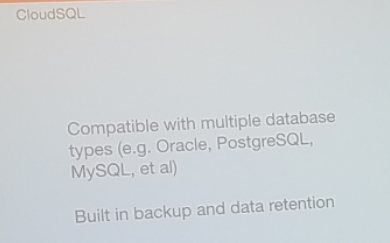 CloudSQL
Compatible with multiple database
types (e.g. Oracle, PostgreSQL,
MySQL, et al)
Built in backup and data retention